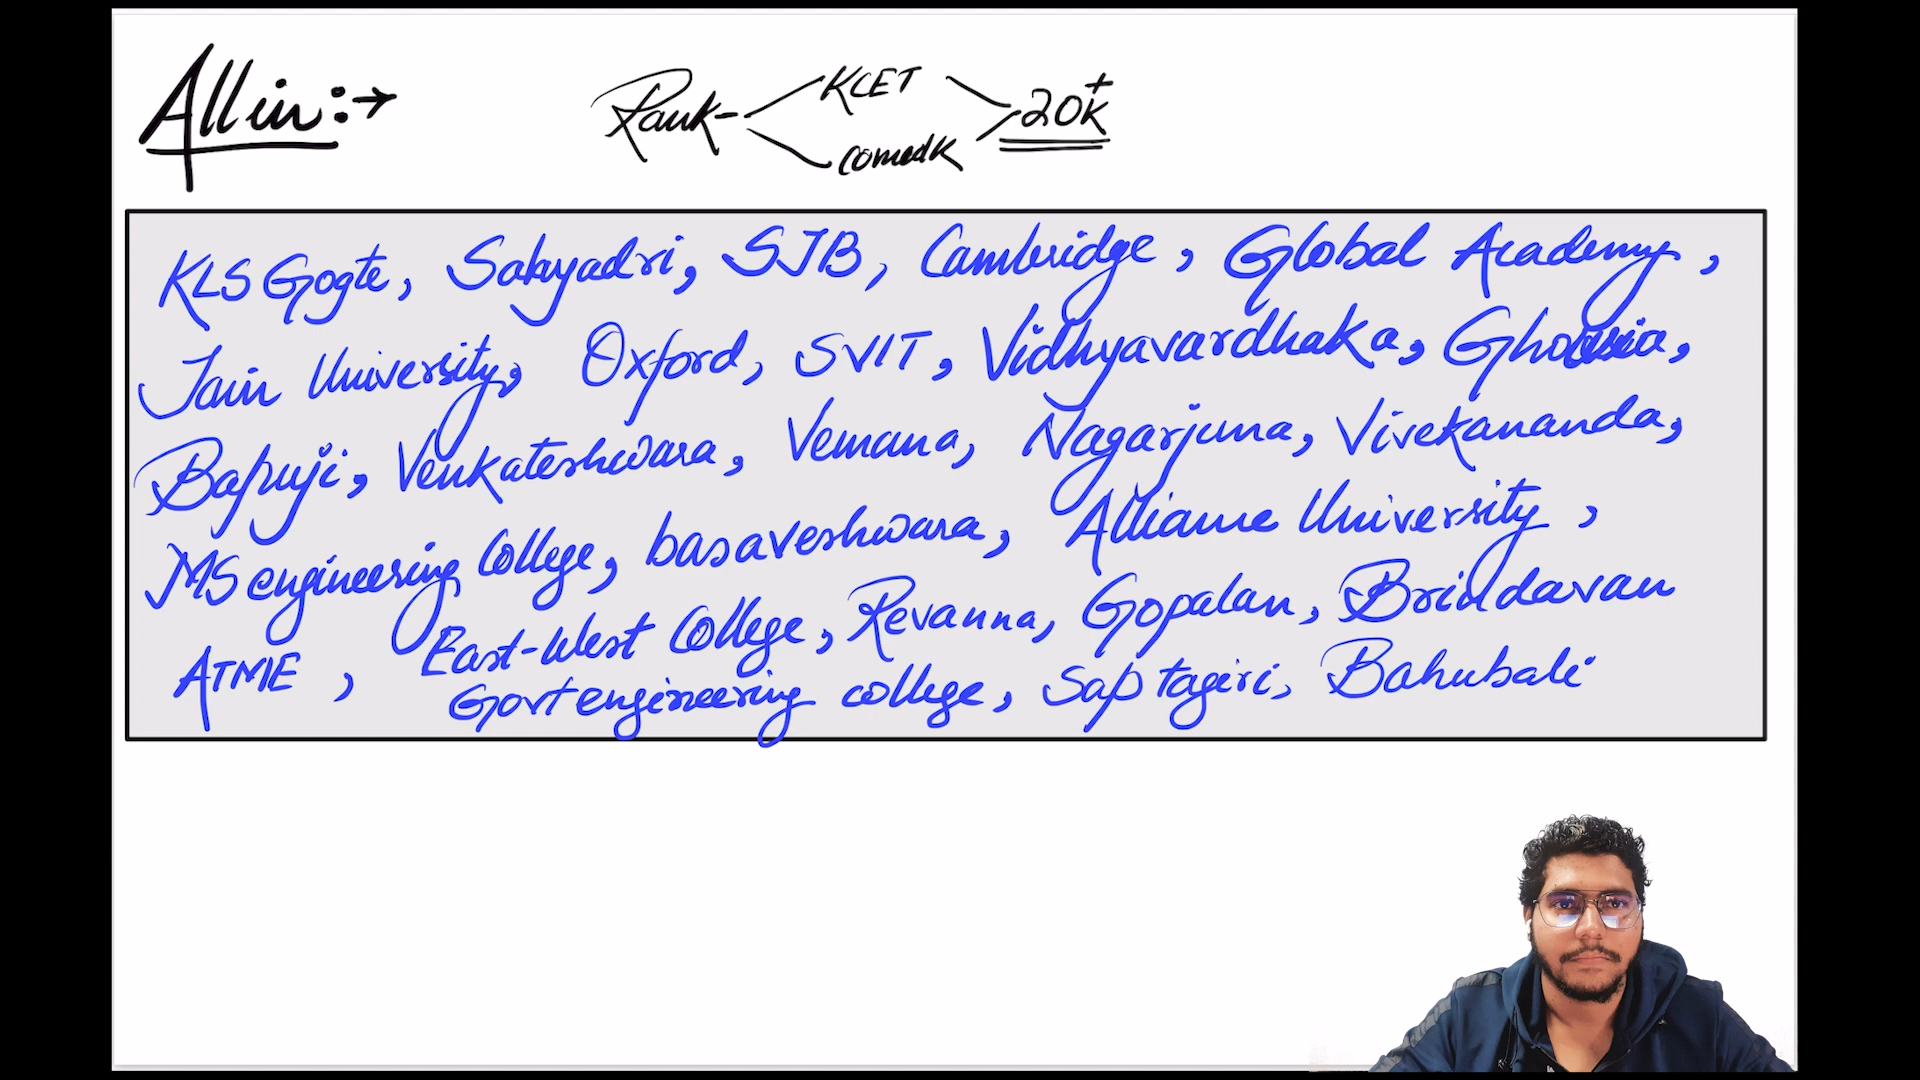 Allin:→
Rank- KCET 20K+
comedk
KLS Gogte, Sahyadri, SJB, Cambridge, Global Academy,
Jain University, Oxford, SVIT, Vidhyavardhaka, Ghousia,
Bapuji, Venkateshwara, Vemana, Nagarjuna, Vivekananda,
MS engineering College, basaveshwara, Alliance University,
ATME, East-West College, Revanna, Gopalan, Brindavan
Govt engineering college, Saptagiri, Bahubali